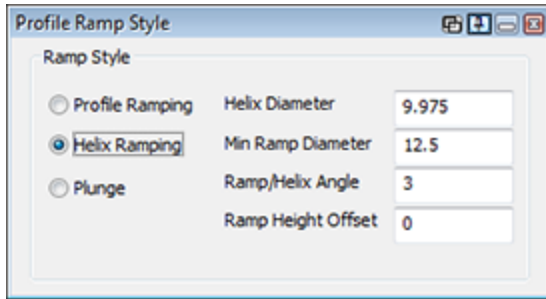 Profile Ramp Style
Ramp Style
Profile Ramping Helix Diameter 9.975
Helix Ramping Min Ramp Diameter 12.5
Plunge Ramp/Helix Angle 3
Ramp Height Offset 0